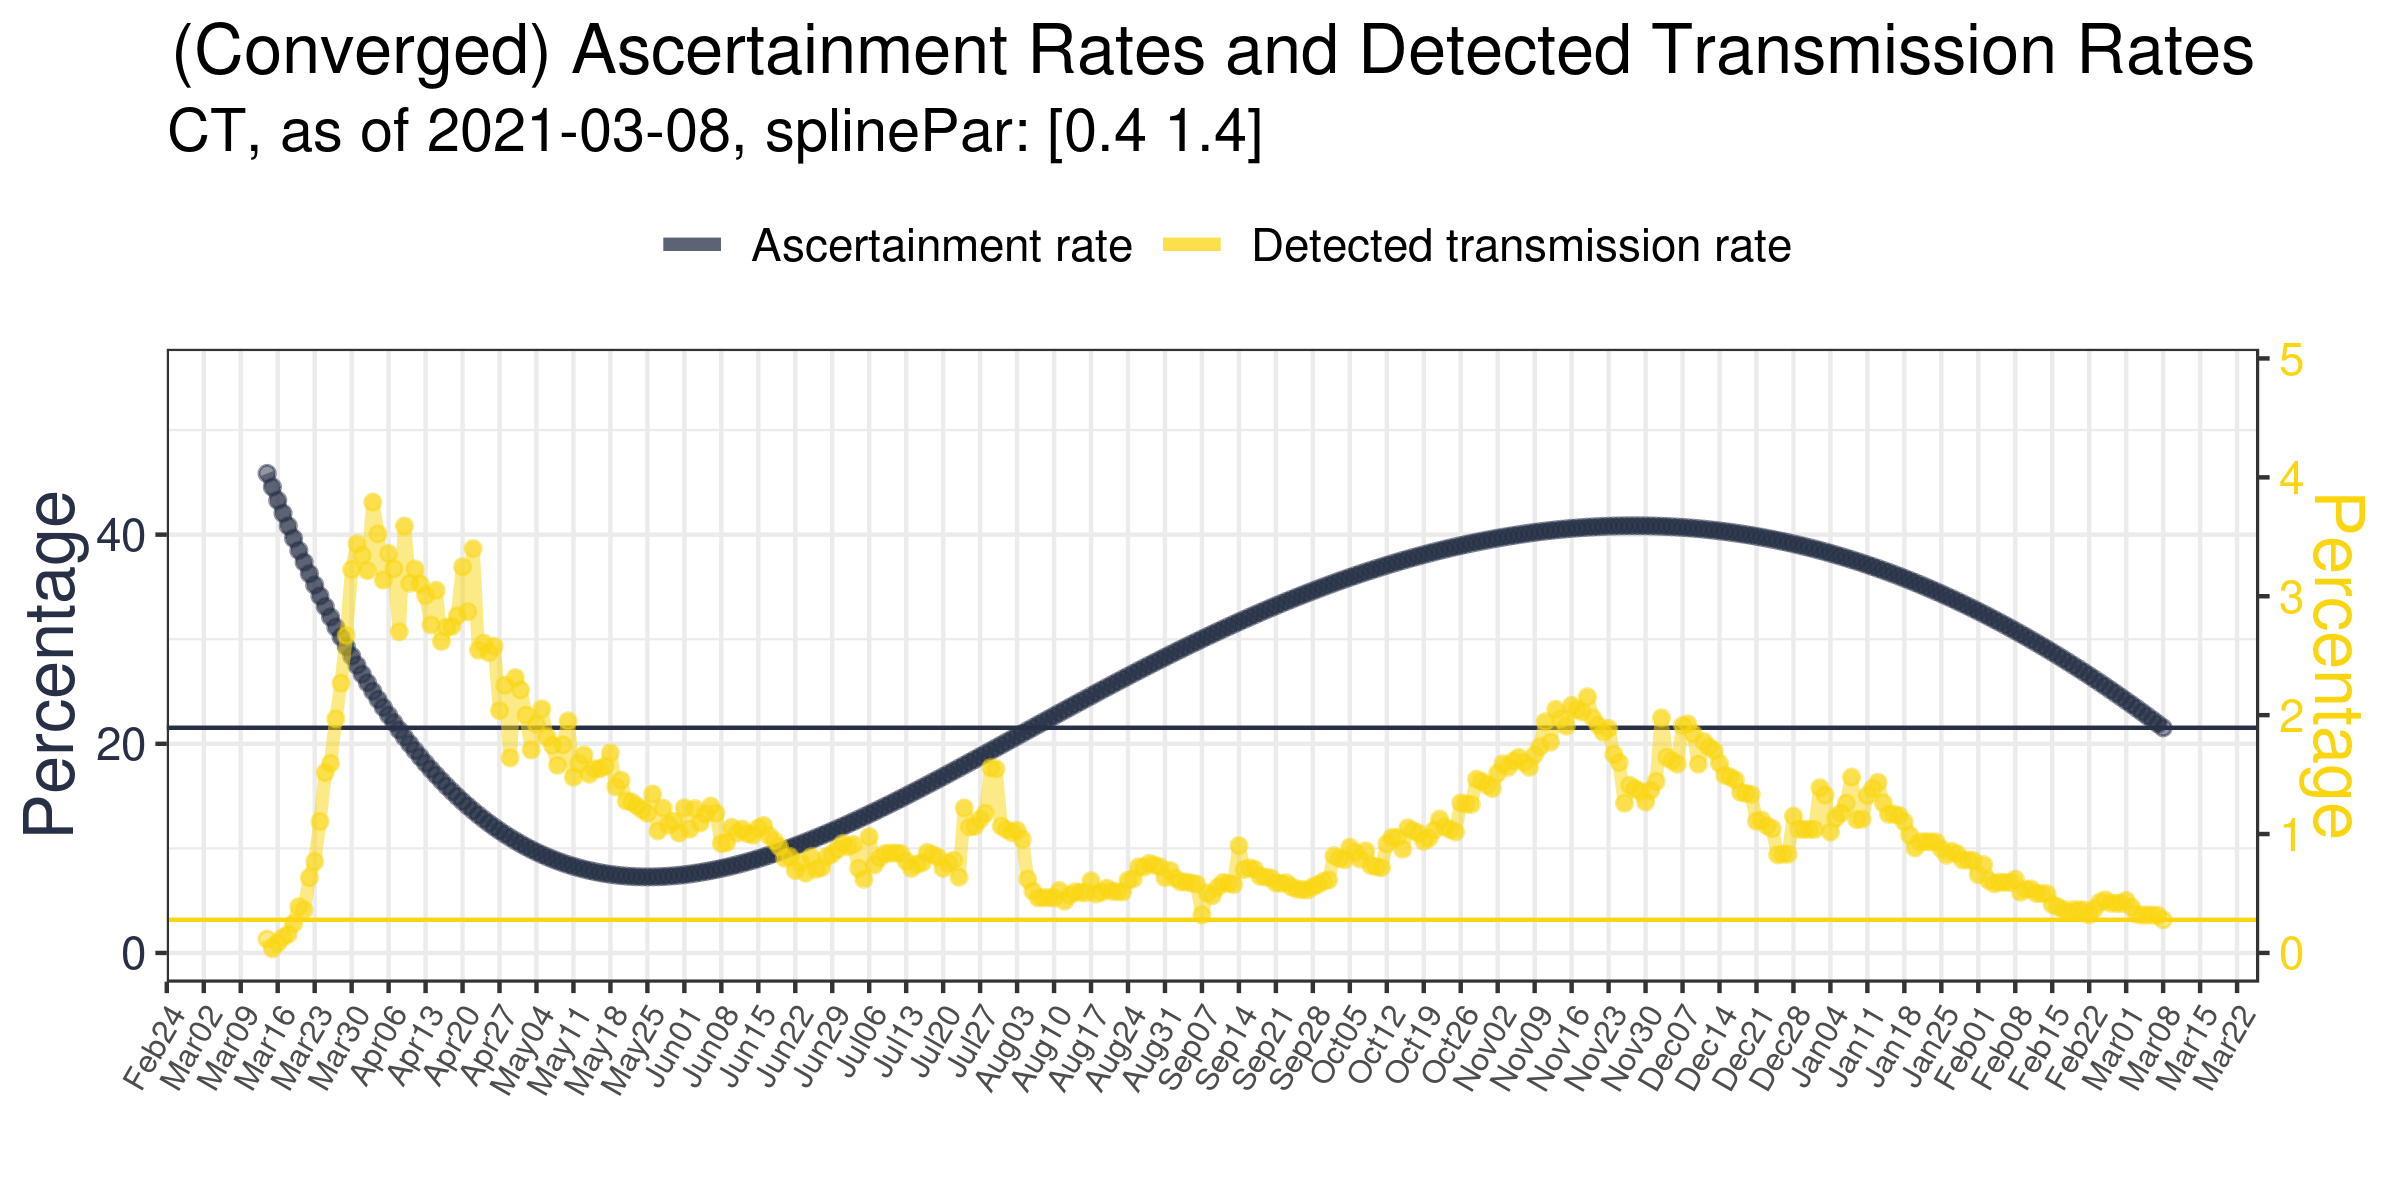 (Converged) Ascertainment Rates and Detected Transmission Rates
CT, as of 2021-03-08, splinePar: [0.4 1.4]
Ascertainment rate Detected transmission rate
Percentage
40
20
0
5
4
3
2
1
0
Percentage
Feb24 Mar02 Mar09 Mar16 Mar23 Mar30 Apr06 Apr13 Apr20 Apr27 May04 May11 May18 May25 Jun01 Jun08 Jun15 Jun22 Jun29 Jul06 Jul13 Jul20 Jul27 Aug03 Aug10 Aug17 Aug24 Aug31 Sep07 Sep14 Sep21 Sep28 Oct05 Oct12 Oct19 Oct26 Nov02 Nov09 Nov16 Nov23 Nov30 Dec07 Dec14 Dec21 Dec28 Jan04 Jan11 Jan18 Jan25 Feb01 Feb08 Feb15 Feb22 Mar01 Mar08 Mar15 Mar22